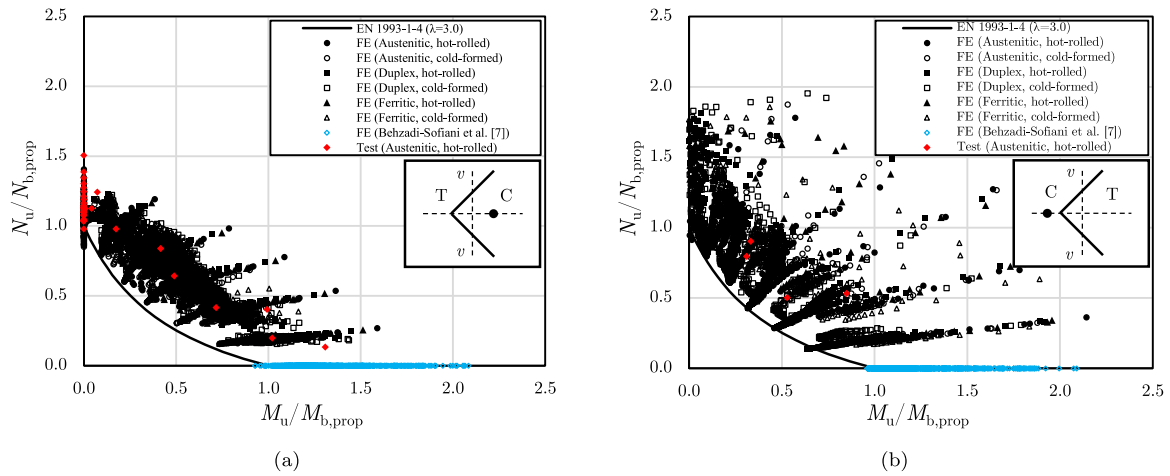 2.5
2.0
1.5
1.0
0.5
0.0
N_u/N_b,prop
EN 1993-1-4 (λ=3.0)
FE (Austenitic, hot-rolled)
FE (Austenitic, cold-formed)
FE (Duplex, hot-rolled)
FE (Duplex, cold-formed)
FE (Ferritic, hot-rolled)
FE (Ferritic, cold-formed)
FE (Behzadi-Sofiani et al. [7])
Test (Austenitic, hot-rolled)
v
T C
v
0.0 0.5 1.0 1.5 2.0 2.5
M_u/M_b,prop
(a)
2.5
2.0
1.5
1.0
0.5
0.0
N_u/N_b,prop
EN 1993-1-4 (λ=3.0)
FE (Austenitic, hot-rolled)
FE (Austenitic, cold-formed)
FE (Duplex, hot-rolled)
FE (Duplex, cold-formed)
FE (Ferritic, hot-rolled)
FE (Ferritic, cold-formed)
FE (Behzadi-Sofiani et al. [7])
Test (Austenitic, hot-rolled)
v
C T
v
0.0 0.5 1.0 1.5 2.0 2.5
M_u/M_b,prop
(b)